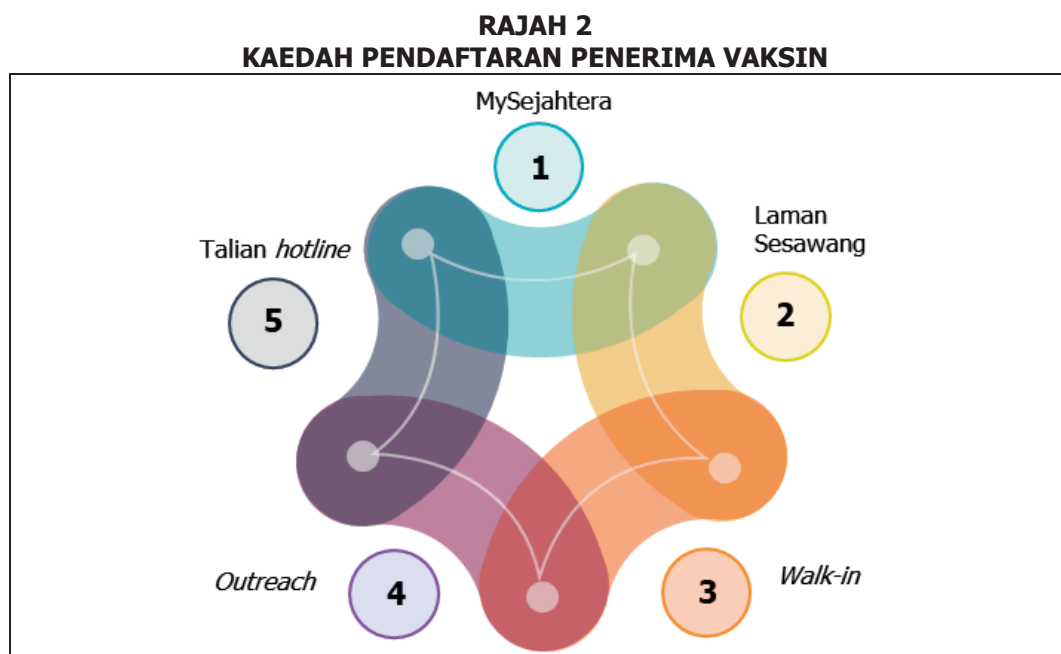 RAJAH 2
KAEDAH PENDAFTARAN PENERIMA VAKSIN
MySejahtera
1
Laman
Sesawang
2
Walk-in
3
Outreach
4
Talian hotline
5